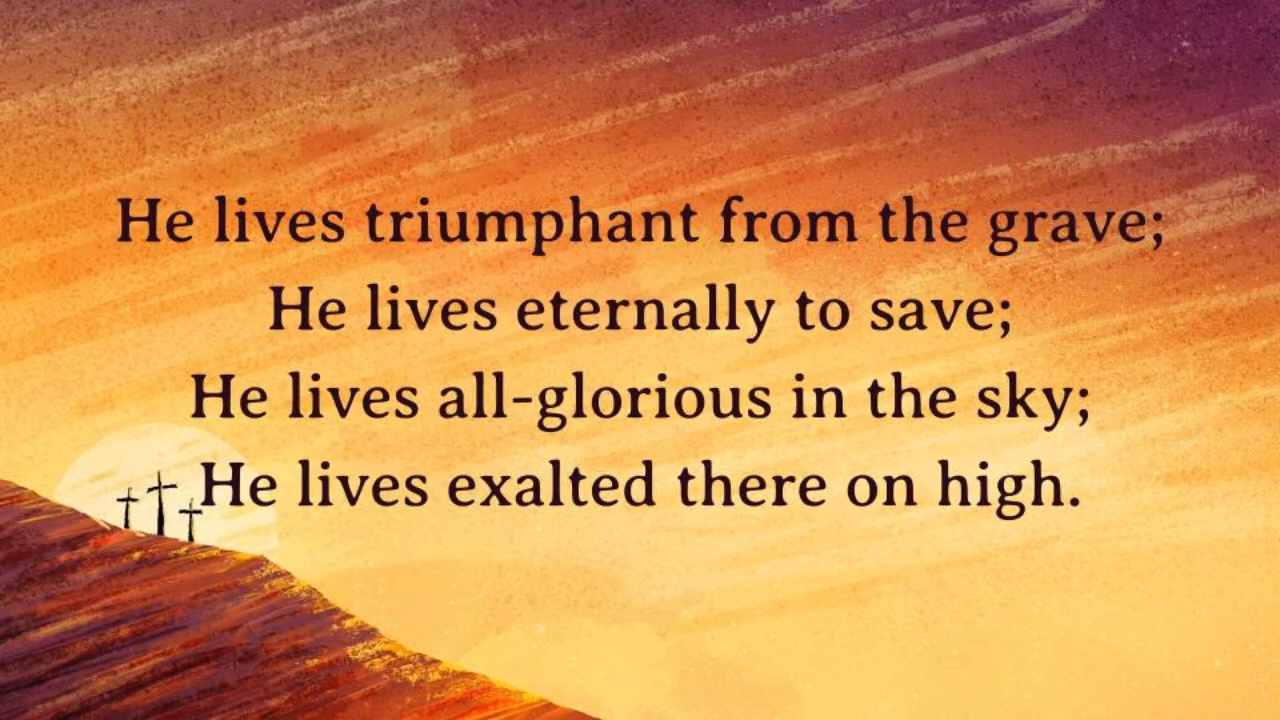 He lives triumphant from the grave;
He lives eternally to save;
He lives all-glorious in the sky;
He lives exalted there on high.